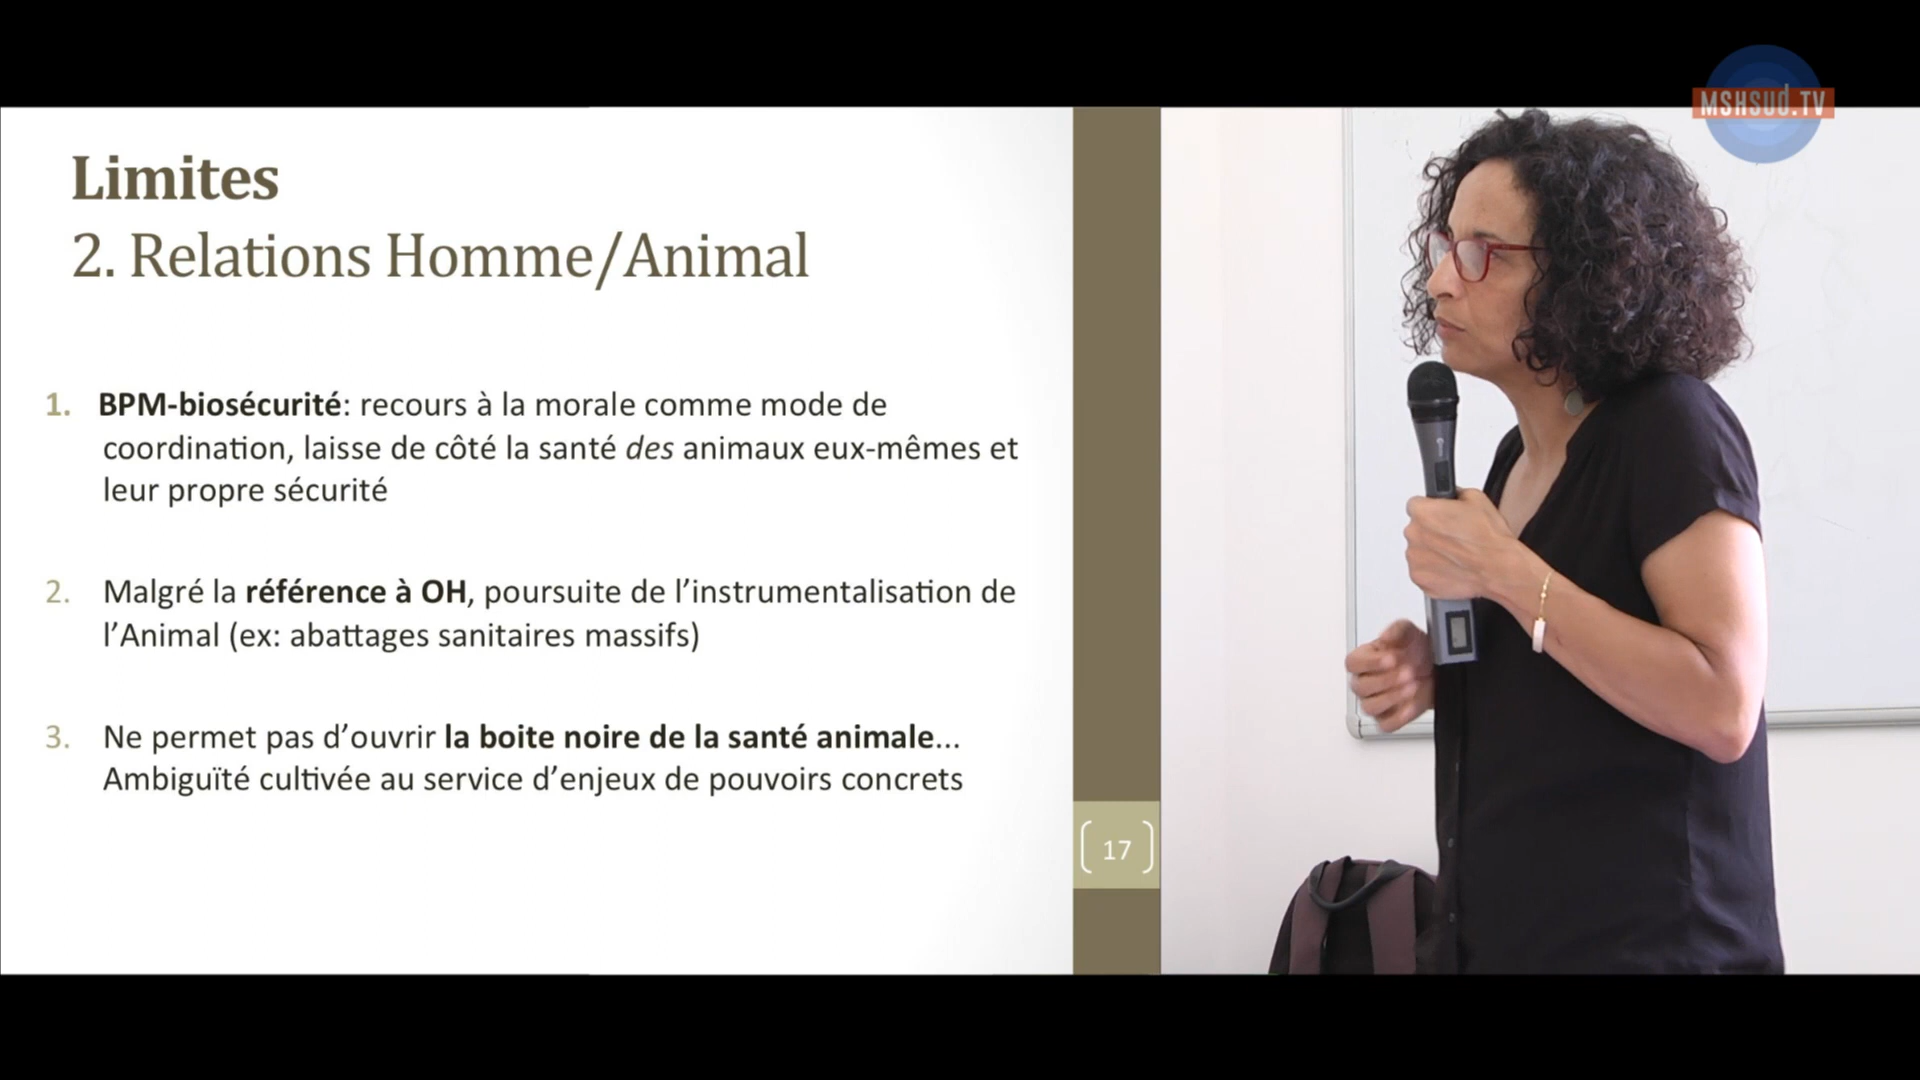 MSHSUd.TV
Limites
2. Relations Homme/Animal
1. BPM-biosécurité: recours à la morale comme mode de
coordination, laisse de côté la santé des animaux eux-mêmes et
leur propre sécurité
2. Malgré la référence à OH, poursuite de l’instrumentalisation de
l’Animal (ex: abattages sanitaires massifs)
3. Ne permet pas d’ouvrir la boite noire de la santé animale...
Ambiguïté cultivée au service d’enjeux de pouvoirs concrets
17